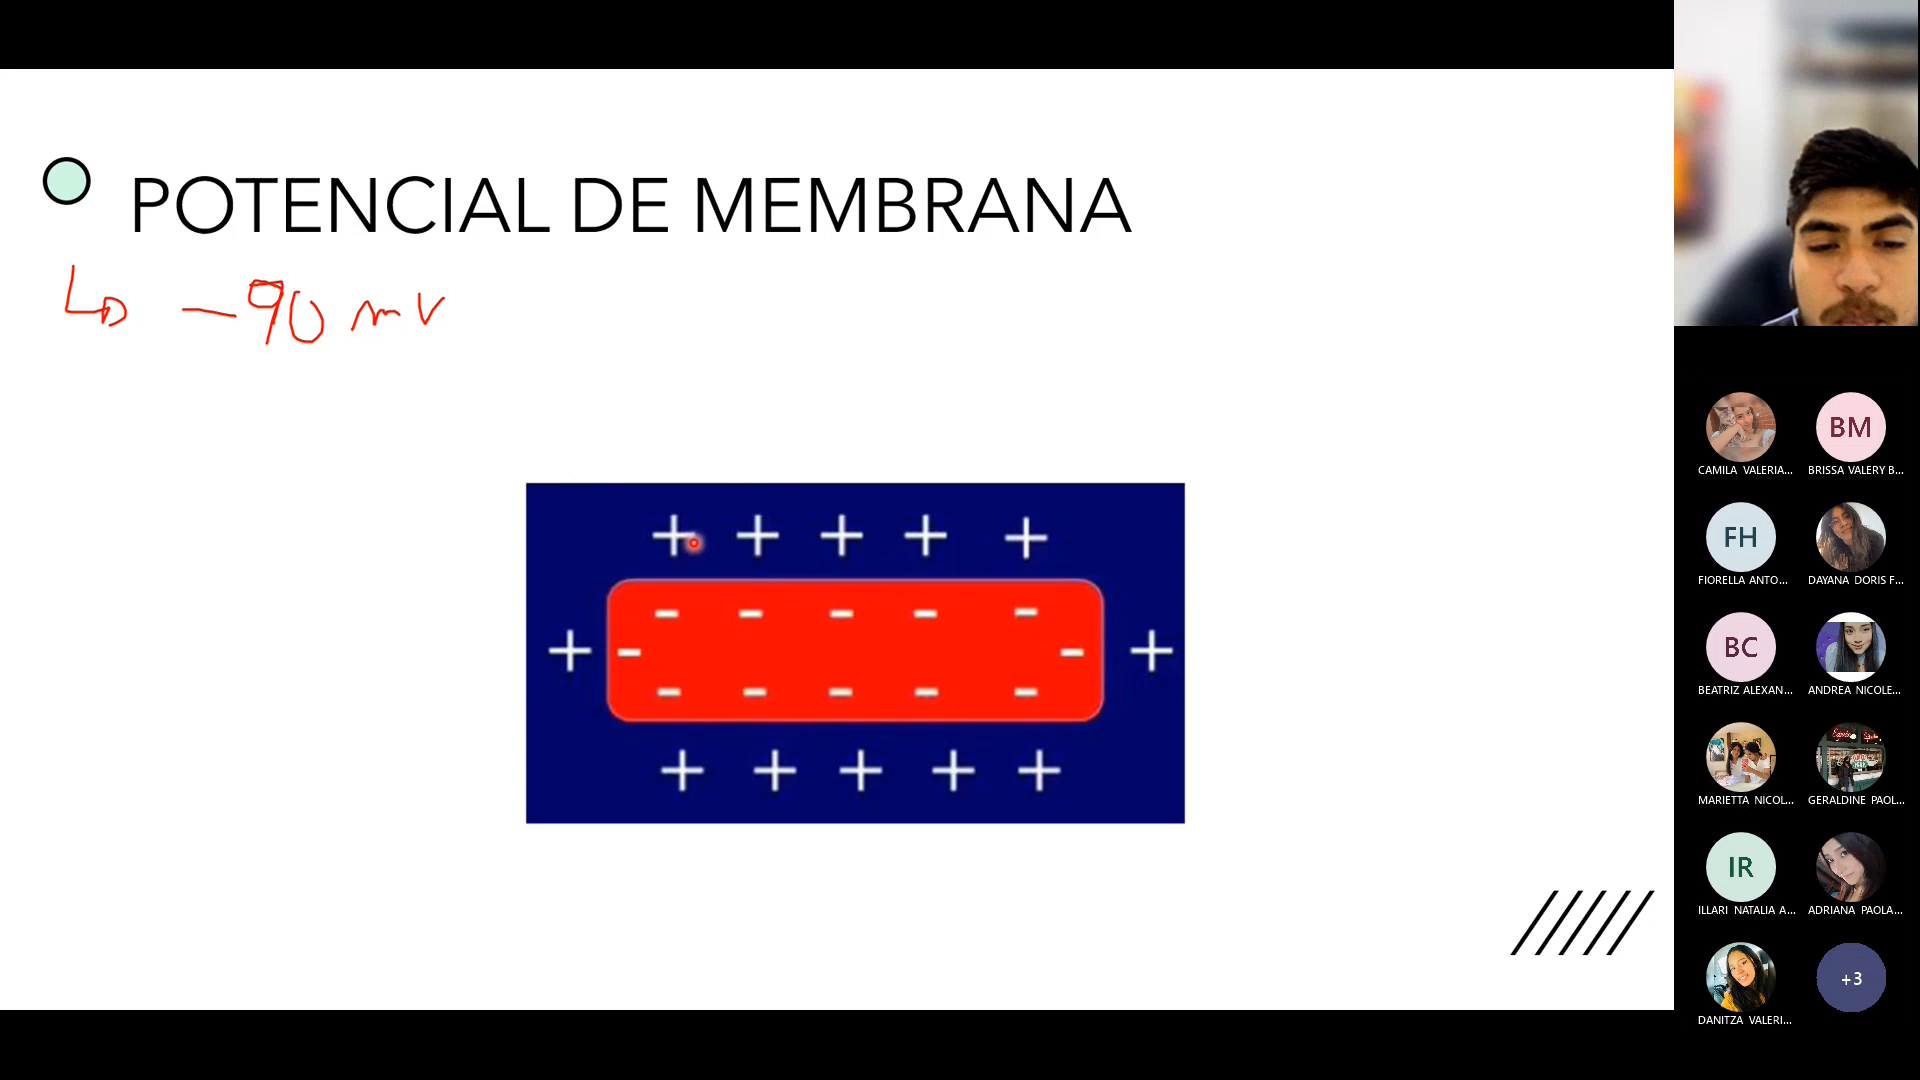 POTENCIAL DE MEMBRANA
-90 mV
+ + + + +
- - - - -
+ - - +
- - - - -
+ + + + +
CAMILA VALERIA...
BM
BRISSA VALERY B...
FH
FIORELLA ANTO...
DAYANA DORIS F...
BC
BEATRIZ ALEXAN...
ANDREA NICOLE...
MARIETTA NICOL...
GERALDINE PAOL...
IR
ILLARI NATALIA A...
ADRIANA PAOLA...
DANITZA VALERI...
+3